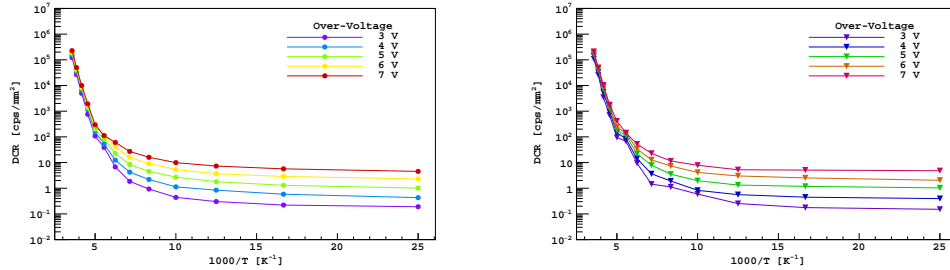 Over-Voltage
3 V
4 V
5 V
6 V
7 V
DCR [cps/mm²]
10⁷
10⁶
10⁵
10⁴
10³
10²
10
1
10⁻¹
10⁻²
5
10
15
20
25
1000/T [K⁻¹]
Over-Voltage
3 V
4 V
5 V
6 V
7 V
DCR [cps/mm²]
10⁷
10⁶
10⁵
10⁴
10³
10²
10
1
10⁻¹
10⁻²
5
10
15
20
25
1000/T [K⁻¹]